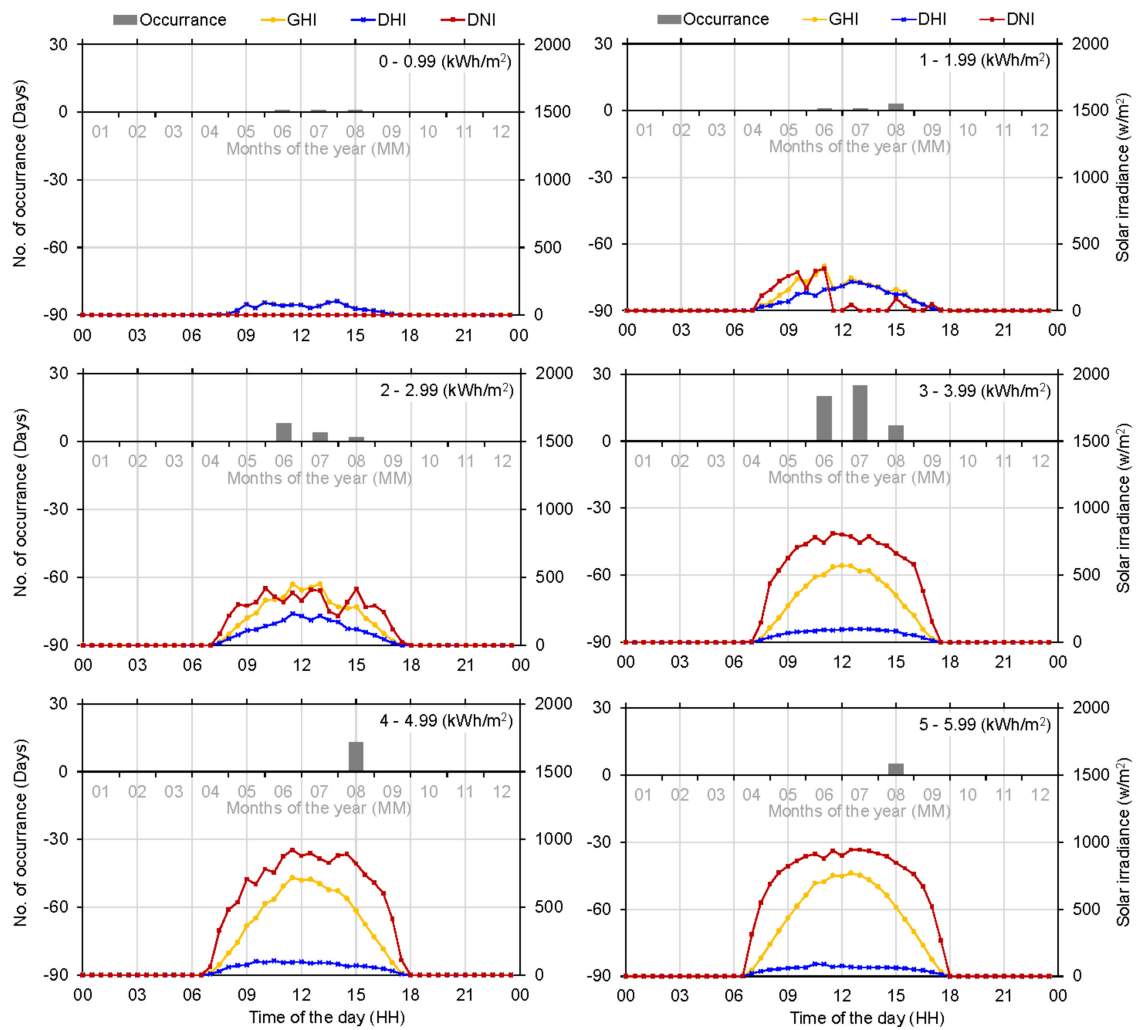 Occurrance GHI DHI DNI
Occurrance GHI DHI DNI
No. of occurrance (Days)
30
0
-30
-60
-90
0 - 0.99 (kWh/m²)
01 02 03 04 05 06 07 08 09 10 11 12
Months of the year (MM)
2000
1500
1000
500
0
00 03 06 09 12 15 18 21 00
30
0
-30
-60
-90
1 - 1.99 (kWh/m²)
01 02 03 04 05 06 07 08 09 10 11 12
Months of the year (MM)
2000
1500
1000
500
0
Solar irradiance (w/m²)
00 03 06 09 12 15 18 21 00
No. of occurrance (Days)
30
0
-30
-60
-90
2 - 2.99 (kWh/m²)
01 02 03 04 05 06 07 08 09 10 11 12
Months of the year (MM)
2000
1500
1000
500
0
00 03 06 09 12 15 18 21 00
30
0
-30
-60
-90
3 - 3.99 (kWh/m²)
01 02 03 04 05 06 07 08 09 10 11 12
Months of the year (MM)
2000
1500
1000
500
0
Solar irradiance (w/m²)
00 03 06 09 12 15 18 21 00
No. of occurrance (Days)
30
0
-30
-60
-90
4 - 4.99 (kWh/m²)
01 02 03 04 05 06 07 08 09 10 11 12
Months of the year (MM)
2000
1500
1000
500
0
00 03 06 09 12 15 18 21 00
Time of the day (HH)
30
0
-30
-60
-90
5 - 5.99 (kWh/m²)
01 02 03 04 05 06 07 08 09 10 11 12
Months of the year (MM)
2000
1500
1000
500
0
Solar irradiance (w/m²)
00 03 06 09 12 15 18 21 00
Time of the day (HH)